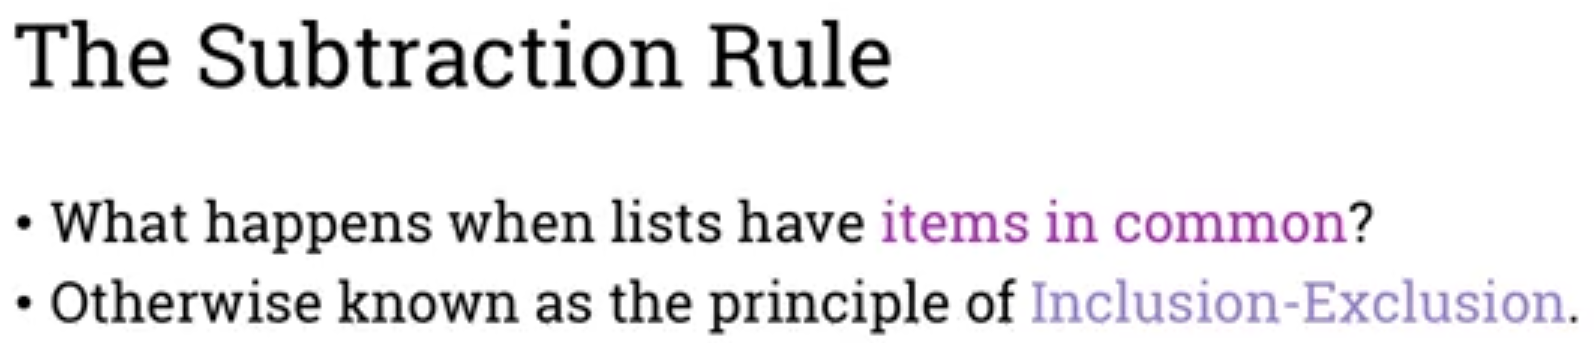 The Subtraction Rule
• What happens when lists have items in common?
• Otherwise known as the principle of Inclusion-Exclusion.